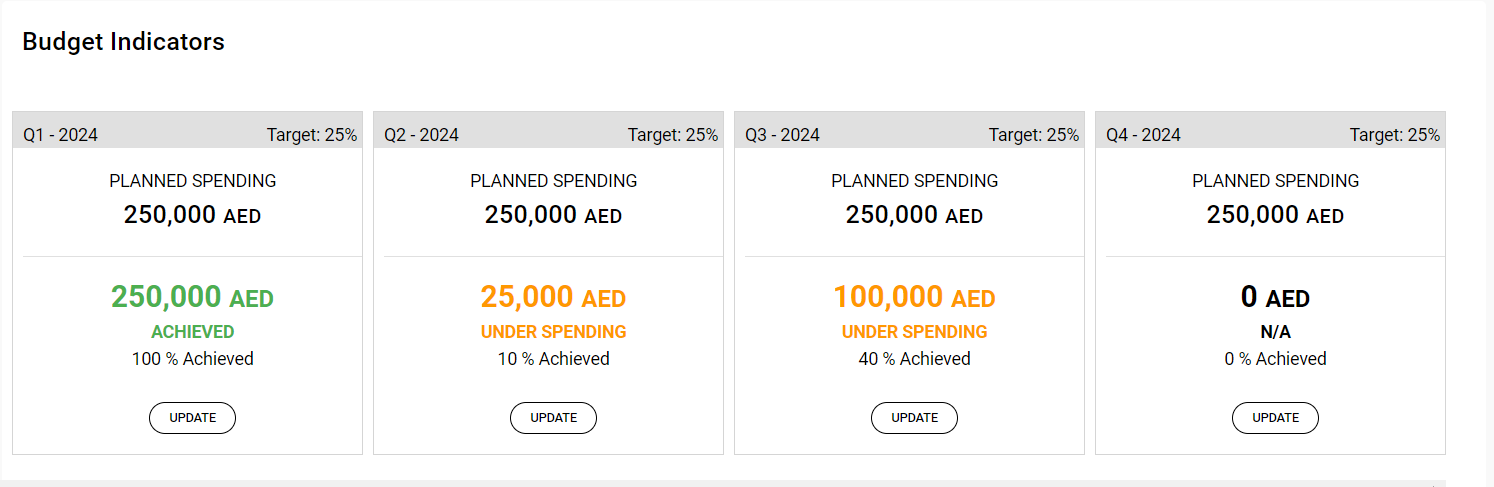 Budget Indicators
Q1 - 2024 Target: 25%
PLANNED SPENDING
250,000 AED
250,000 AED
ACHIEVED
100 % Achieved
UPDATE
Q2 - 2024 Target: 25%
PLANNED SPENDING
250,000 AED
25,000 AED
UNDER SPENDING
10 % Achieved
UPDATE
Q3 - 2024 Target: 25%
PLANNED SPENDING
250,000 AED
100,000 AED
UNDER SPENDING
40 % Achieved
UPDATE
Q4 - 2024 Target: 25%
PLANNED SPENDING
250,000 AED
0 AED
N/A
0 % Achieved
UPDATE